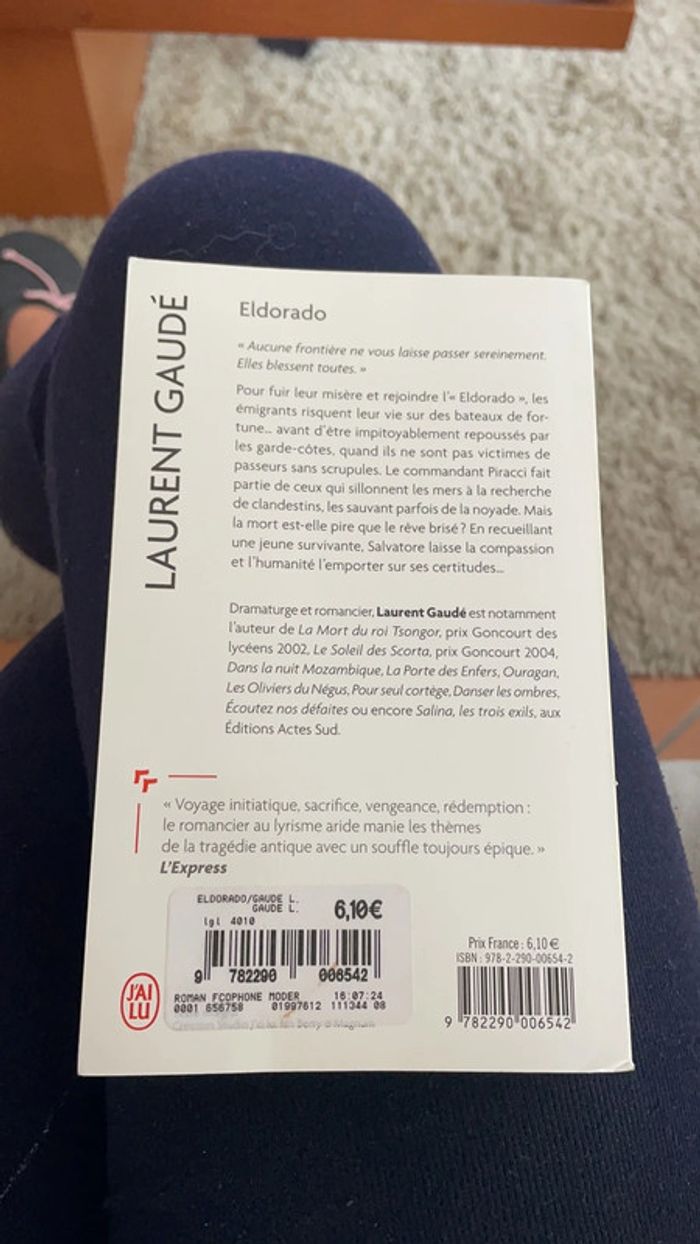 LAURENT GAUDÉ
Eldorado
« Aucune frontière ne vous laisse passer sereinement.
Elles blessent toutes. »
Pour fuir leur misère et rejoindre l'« Eldorado », les
émigrants risquent leur vie sur des bateaux de for-
tune... avant d'être impitoyablement repoussés par
les garde-côtes, quand ils ne sont pas victimes de
passeurs sans scrupules. Le commandant Piracci fait
partie de ceux qui sillonnent les mers à la recherche
de clandestins, les sauvant parfois de la noyade. Mais
la mort est-elle pire que le rêve brisé ? En recueillant
une jeune survivante, Salvatore laisse la compassion
et l'humanité l'emporter sur ses certitudes...
Dramaturge et romancier, Laurent Gaudé est notamment
l'auteur de La Mort du roi Tsongor, prix Goncourt des
lycéens 2002, Le Soleil des Scorta, prix Goncourt 2004,
Dans la nuit Mozambique, La Porte des Enfers, Ouragan,
Les Oliviers du Négus, Pour seul cortège, Danser les ombres,
Écoutez nos défaites ou encore Salina, les trois exils, aux
Éditions Actes Sud.
« Voyage initiatique, sacrifice, vengeance, rédemption :
le romancier au lyrisme aride manie les thèmes
de la tragédie antique avec un souffle toujours épique. »
L'Express
ELDORADO/GAUDE L.
GAUDE L.
6,10€
lgl 4010
9 782290 006542
ROMAN FCOPHONE MODER 16:07:24
0001 656758 01997612 111344 08
J'AI
LU
Prix France : 6,10 €
ISBN : 978-2-290-00654-2
9 782290 006542